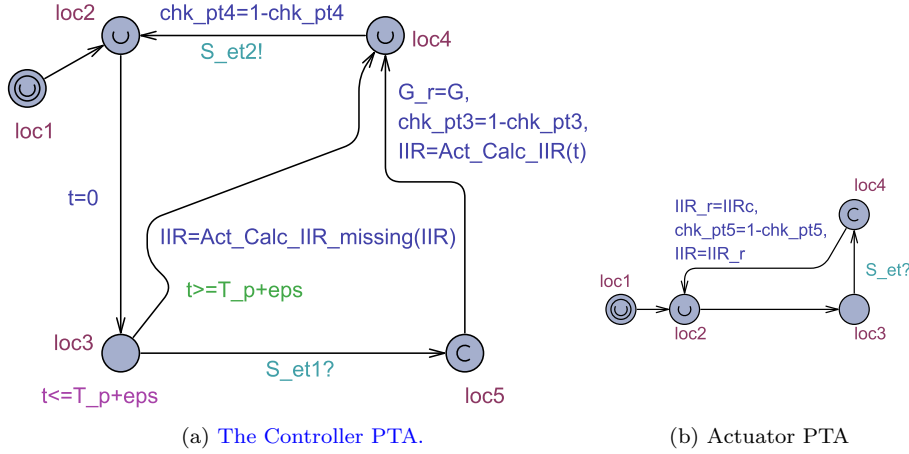 loc2
chk_pt4=1-chk_pt4
S_et2!
loc4
loc1
G_r=G,
chk_pt3=1-chk_pt3,
IIR=Act_Calc_IIR(t)
t=0
IIR=Act_Calc_IIR_missing(IIR)
t>=T_p+eps
loc3
S_et1?
t<=T_p+eps
loc5
(a) The Controller PTA.
loc4
IIR_r=IIRc,
chk_pt5=1-chk_pt5,
IIR=IIR_r
S_et?
loc1
loc2
loc3
(b) Actuator PTA